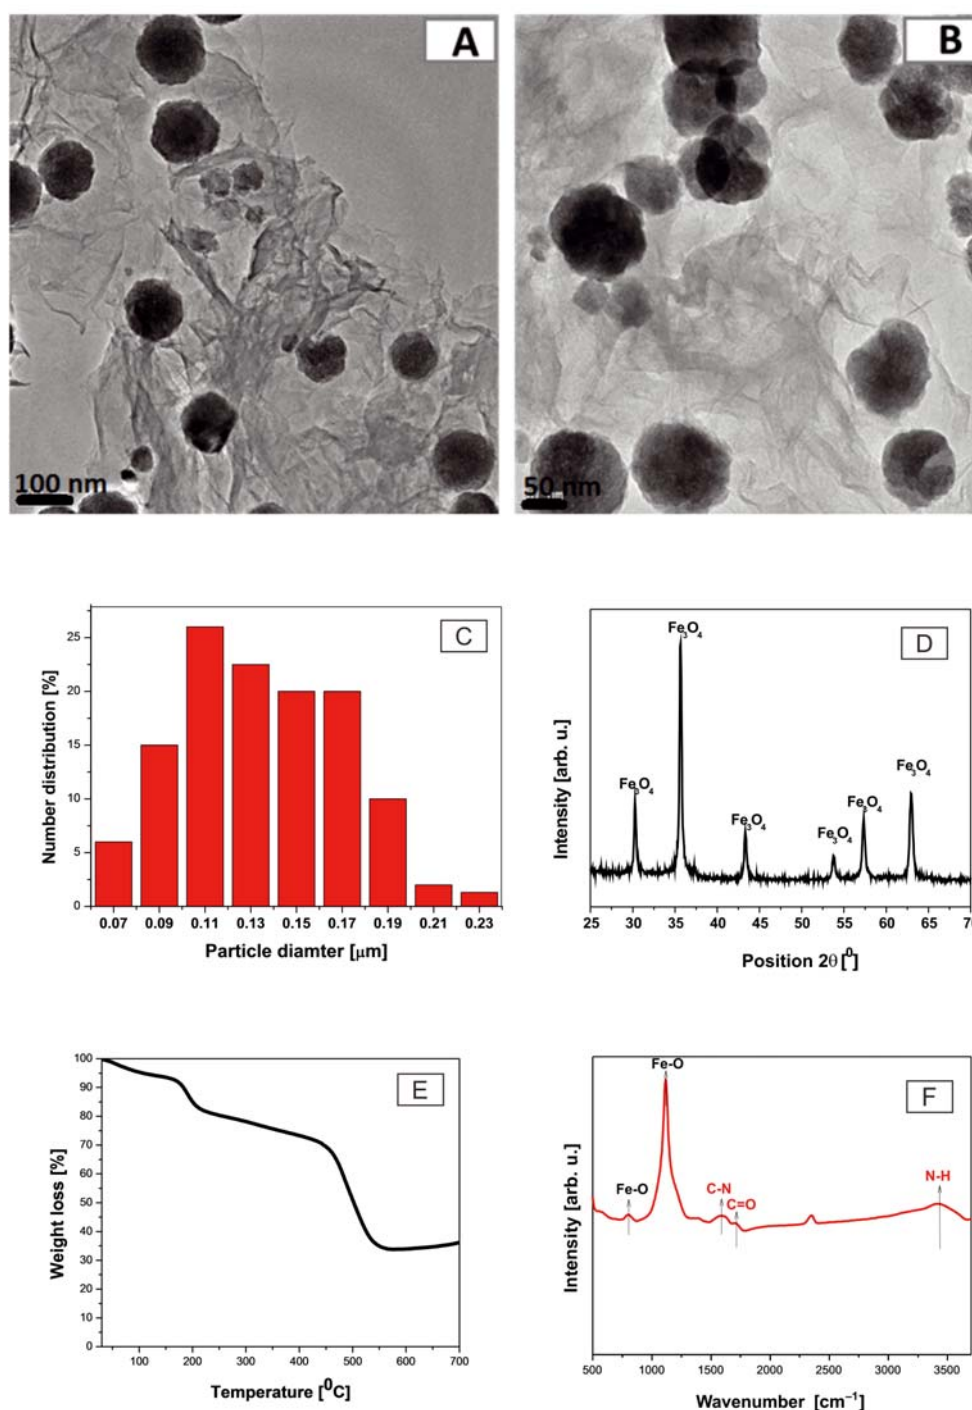 A
100 nm
B
50 nm
C
Number distribution [%]
25
20
15
10
5
0
0.07 0.09 0.11 0.13 0.15 0.17 0.19 0.21 0.23
Particle diamter [μm]
D
Intensity [arb. u.]
Fe3O4
Fe3O4
Fe3O4
Fe3O4
Fe3O4
Fe3O4
25 30 35 40 45 50 55 60 65 70
Position 2θ [0]
E
Weight loss [%]
100
90
80
70
60
50
40
30
20
10
0
100 200 300 400 500 600 700
Temperature [0C]
F
Intensity [arb. u.]
Fe-O
Fe-O
C-N
C=O
N-H
500 1000 1500 2000 2500 3000 3500
Wavenumber [cm−1]